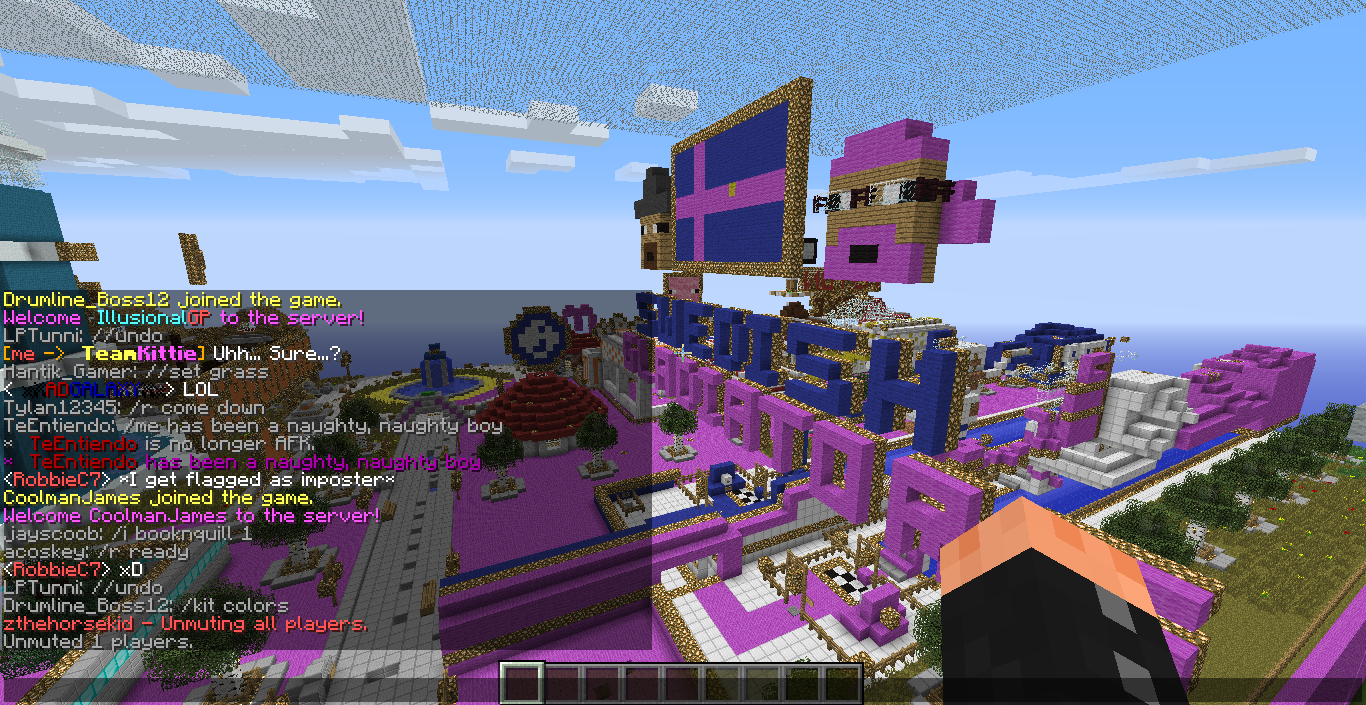 Drumline_Boss12 joined the game.
Welcome IllusionalGP to the server!
LPTunni: //undo
[me -> TeamKittie] Uhh... Sure...?
Mantik_Gamer: //set grass
< ADGALAXY > LOL
Tylan12345: /r come down
TeEntiendo: /me has been a naughty, naughty boy
* TeEntiendo is no longer AFK.
* TeEntiendo has been a naughty, naughty boy
<RobbieC7> *I get flagged as imposter*
CoolmanJames joined the game.
Welcome CoolmanJames to the server!
jayscoob: /i booknquill 1
acoskey: /r ready
<RobbieC7> xD
LPTunni: //undo
Drumline_Boss12: /kit colors
zthehorsekid - Unmuting all players.
Unmuted 1 players.
SWEDISH